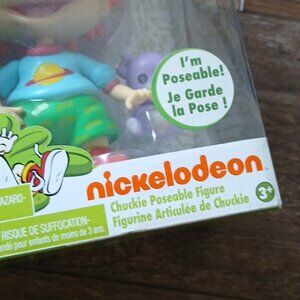 I'm
Poseable!
Je Garde
la Pose !
nickelodeon
Chuckie Poseable Figure
Figurine Articulée de Chuckie
3+
AZARD-
RISQUE DE SUFFOCATION-
pour enfants de moins de 3 ans.